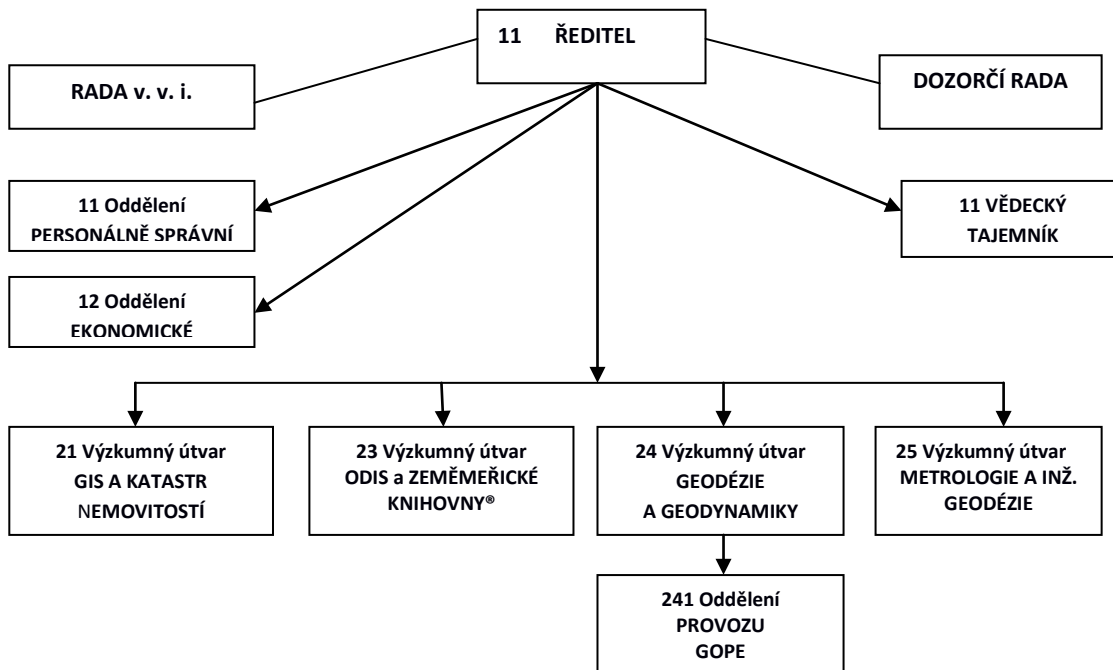 11 ŘEDITEL
RADA v. v. i.
DOZORČÍ RADA
11 Oddělení
PERSONÁLNĚ SPRÁVNÍ
11 VĚDECKÝ
TAJEMNÍK
12 Oddělení
EKONOMICKÉ
21 Výzkumný útvar
GIS A KATASTR
NEMOVITOSTÍ
23 Výzkumný útvar
ODIS a ZEMĚMĚŘICKÉ
KNIHOVNY®
24 Výzkumný útvar
GEODÉZIE
A GEODYNAMIKY
25 Výzkumný útvar
METROLOGIE A INŽ.
GEODÉZIE
241 Oddělení
PROVOZU
GOPE